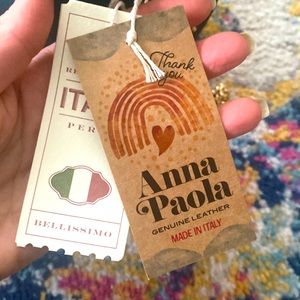 ITA
PER
BELLISSIMO
Thank
you
Anna
Paola
GENUINE LEATHER
MADE IN ITALY